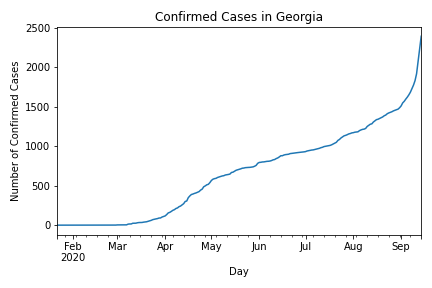 Confirmed Cases in Georgia
Number of Confirmed Cases
2500
2000
1500
1000
500
0
Feb Mar Apr May Jun Jul Aug Sep
2020
Day